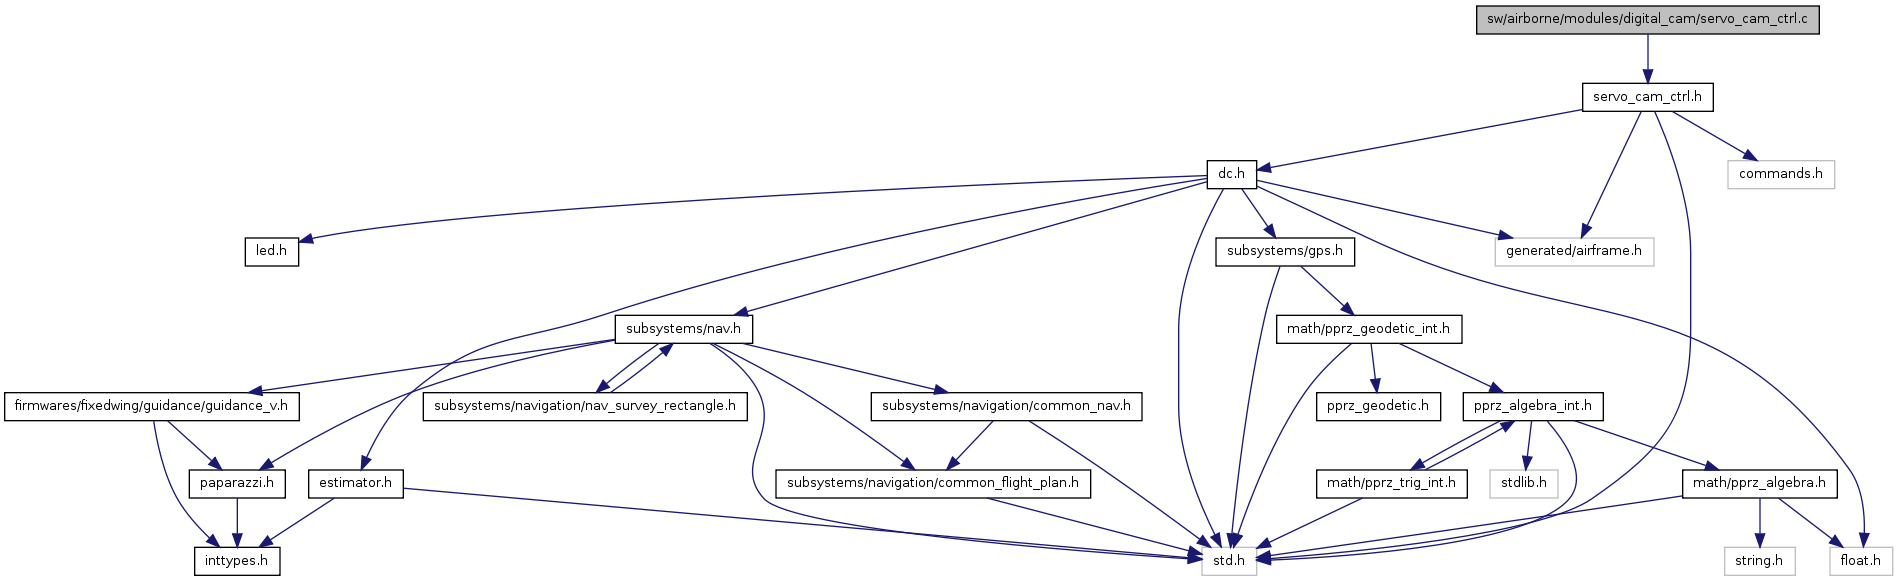 sw/airborne/modules/digital_cam/servo_cam_ctrl.c
servo_cam_ctrl.h
dc.h
commands.h
led.h
subsystems/gps.h
generated/airframe.h
subsystems/nav.h
math/pprz_geodetic_int.h
firmwares/fixedwing/guidance/guidance_v.h
subsystems/navigation/nav_survey_rectangle.h
subsystems/navigation/common_nav.h
pprz_geodetic.h
pprz_algebra_int.h
paparazzi.h
estimator.h
subsystems/navigation/common_flight_plan.h
math/pprz_trig_int.h
stdlib.h
math/pprz_algebra.h
inttypes.h
std.h
string.h
float.h